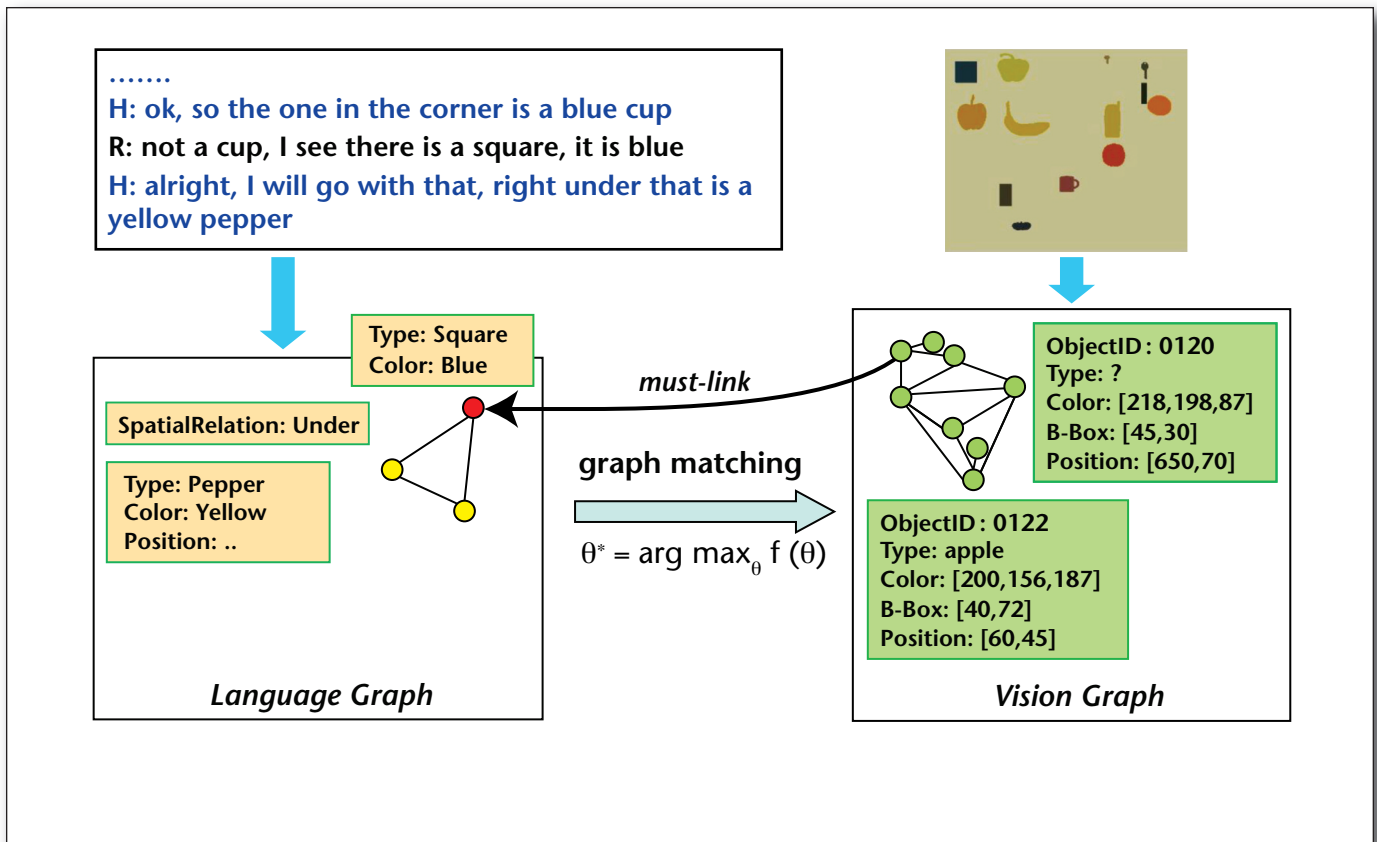 .......
H: ok, so the one in the corner is a blue cup
R: not a cup, I see there is a square, it is blue
H: alright, I will go with that, right under that is a
yellow pepper
Type: Square
Color: Blue
SpatialRelation: Under
Type: Pepper
Color: Yellow
Position: ..
Language Graph
must-link
graph matching
θ* = arg maxθ f (θ)
ObjectID : 0120
Type: ?
Color: [218,198,87]
B-Box: [45,30]
Position: [650,70]
ObjectID : 0122
Type: apple
Color: [200,156,187]
B-Box: [40,72]
Position: [60,45]
Vision Graph